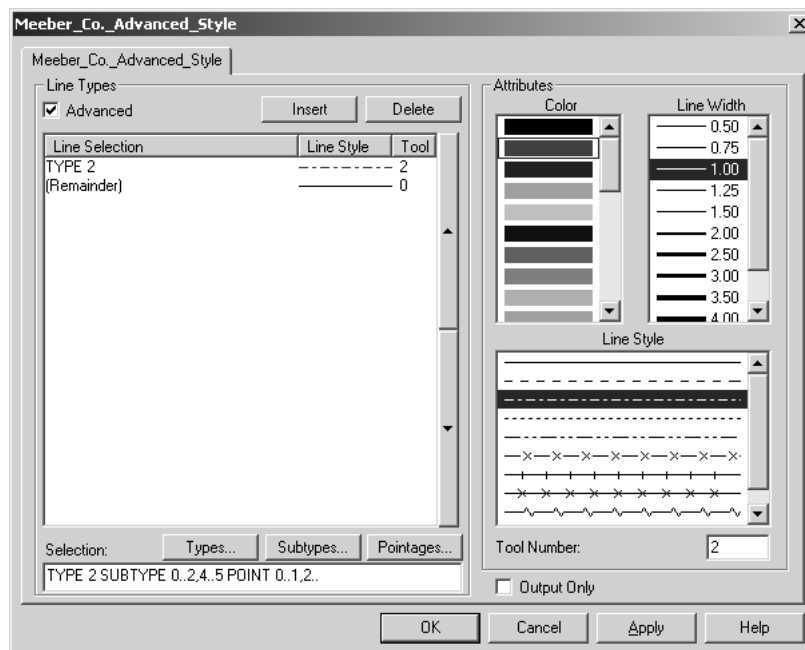 Meeber_Co._Advanced_Style
Meeber_Co._Advanced_Style
Line Types
Advanced
Insert
Delete
Line Selection Line Style Tool
TYPE 2 2
(Remainder) 0
Selection:
Types...
Subtypes...
Pointages...
TYPE 2 SUBTYPE 0..2,4..5 POINT 0..1,2..
Attributes
Color
Line Width
0.50
0.75
1.00
1.25
1.50
2.00
2.50
3.00
3.50
4.00
Line Style
Tool Number:
2
Output Only
OK
Cancel
Apply
Help